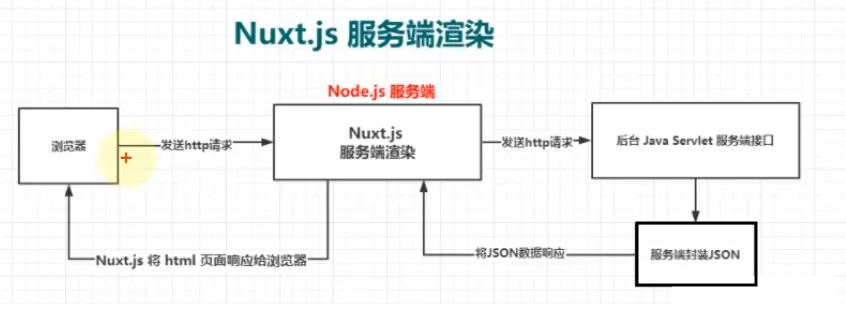 Nuxt.js 服务端渲染
Node.js 服务端
浏览器
发送http请求
Nuxt.js
服务端渲染
发送http请求
后台 Java Servlet 服务端接口
Nuxt.js 将 html 页面响应给浏览器
将JSON数据响应
服务端封装JSON